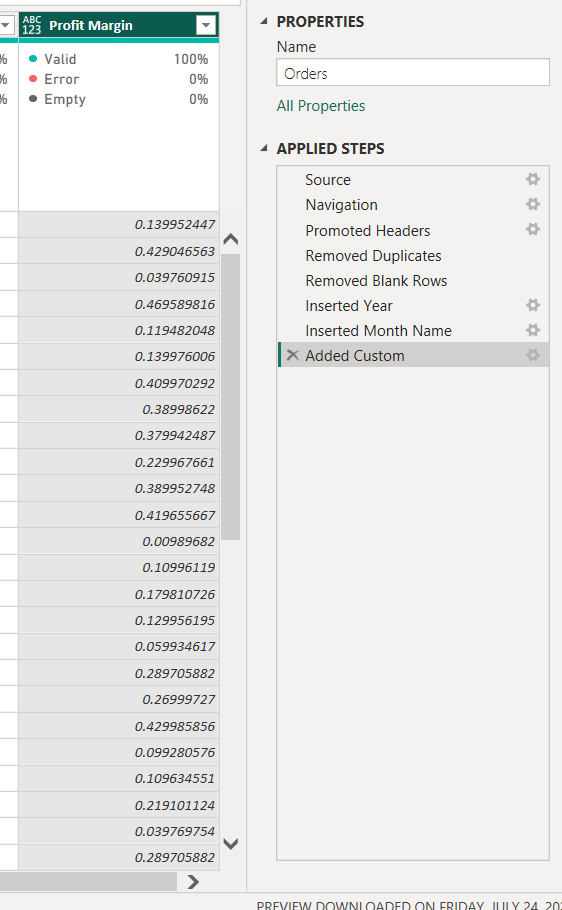 ABC
123
Profit Margin
%
Valid
100%
%
Error
0%
%
Empty
0%
0.139952447
0.429046563
0.039760915
0.469589816
0.119482048
0.139976006
0.409970292
0.38998622
0.379942487
0.229967661
0.389952748
0.419655667
0.00989682
0.10996119
0.179810726
0.129956195
0.059934617
0.289705882
0.26999727
0.429985856
0.099280576
0.109634551
0.219101124
0.039769754
0.289705882
PROPERTIES
Name
Orders
All Properties
APPLIED STEPS
Source
Navigation
Promoted Headers
Removed Duplicates
Removed Blank Rows
Inserted Year
Inserted Month Name
Added Custom
PREVIEW DOWNLOADED ON FRIDAY, JULY 24,